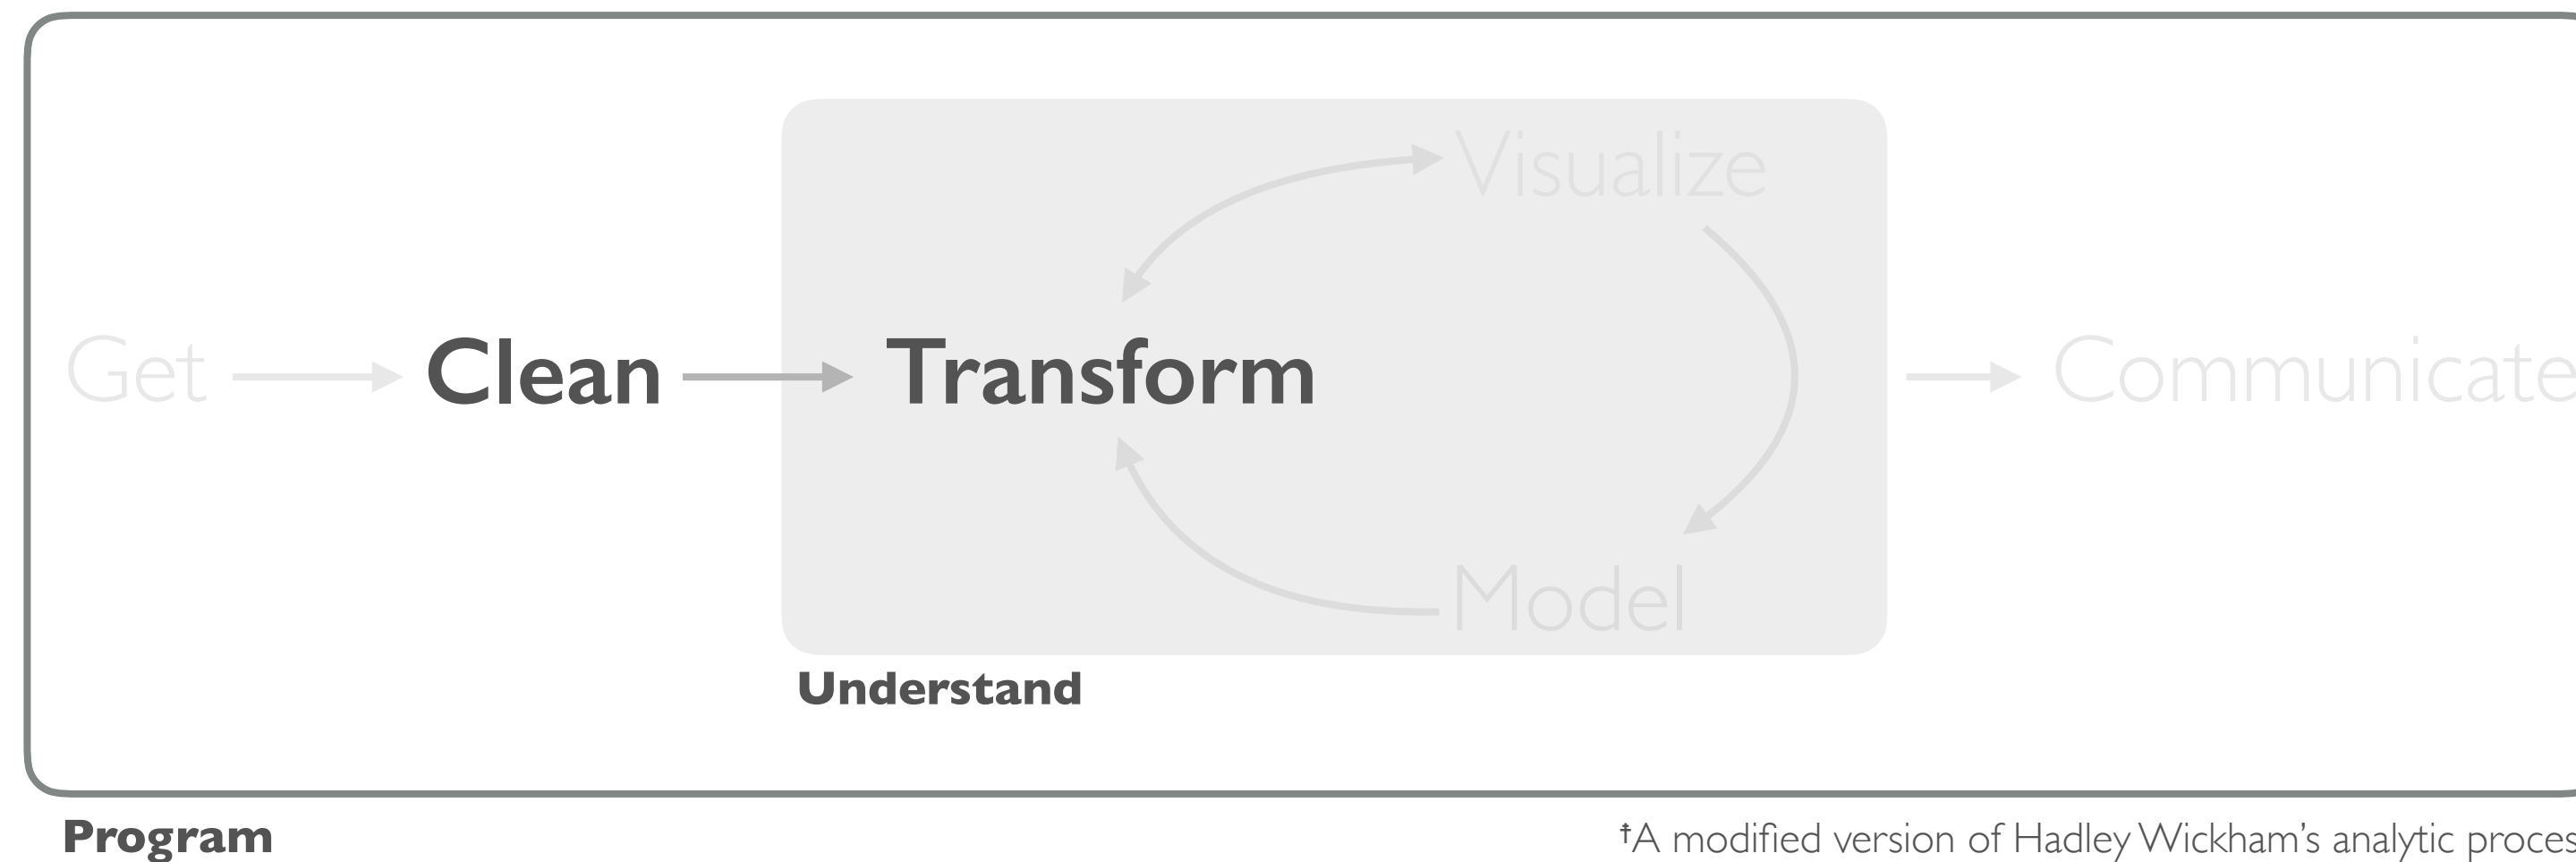 Visualize
Get
Clean
Transform
Communicate
Model
Understand
Program
†A modified version of Hadley Wickham’s analytic proces